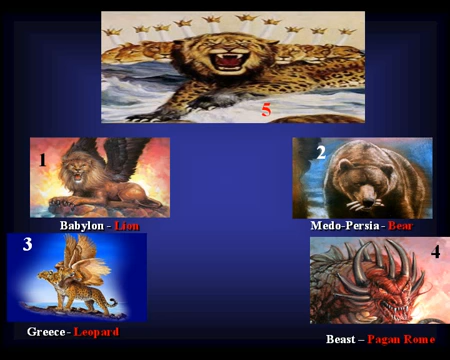 5
1
2
Babylon - Lion
Medo-Persia - Bear
3
4
Greece - Leopard
Beast – Pagan Rome